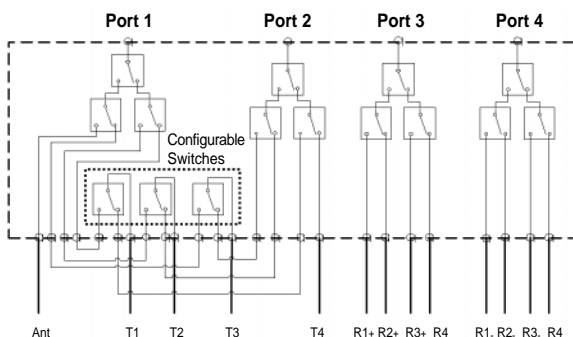 Port 1 Port 2 Port 3 Port 4
Configurable
Switches
Ant T1 T2 T3 T4 R1+ R2+ R3+ R4 R1- R2- R3- R4